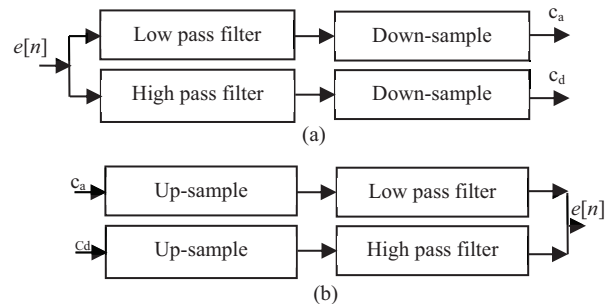 c_a
e[n] Low pass filter Down-sample
c_d
High pass filter Down-sample
(a)
c_a Up-sample Low pass filter
e[n]
c_d Up-sample High pass filter
(b)